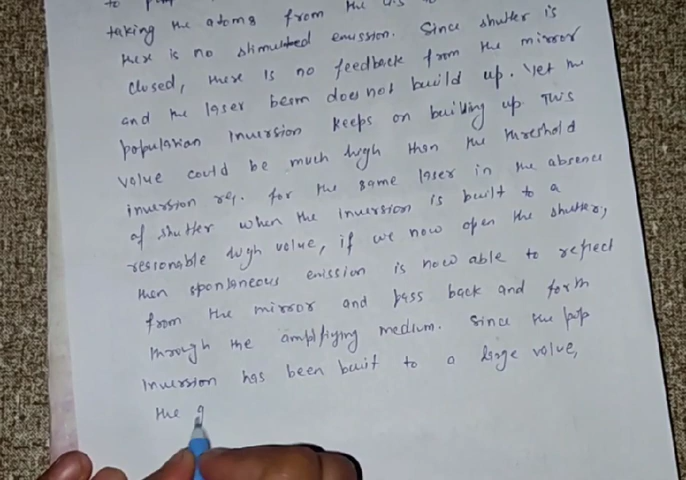 to
taking the atoms from the
there is no stimulated emission. Since shutter is
closed, there is no feedback from the mirror
and the laser beam does not build up. Yet the
population inversion keeps on building up. This
value could be much high then the threshold
inversion req. for the same laser in the absence
of shutter when the inversion is built to a
resonable high value, if we now open the shutter,
then spontaneous emission is now able to reflect
from the mirror and pass back and form
through the amplifying medium. Since the pop
inversion has been built to a large value,
the g